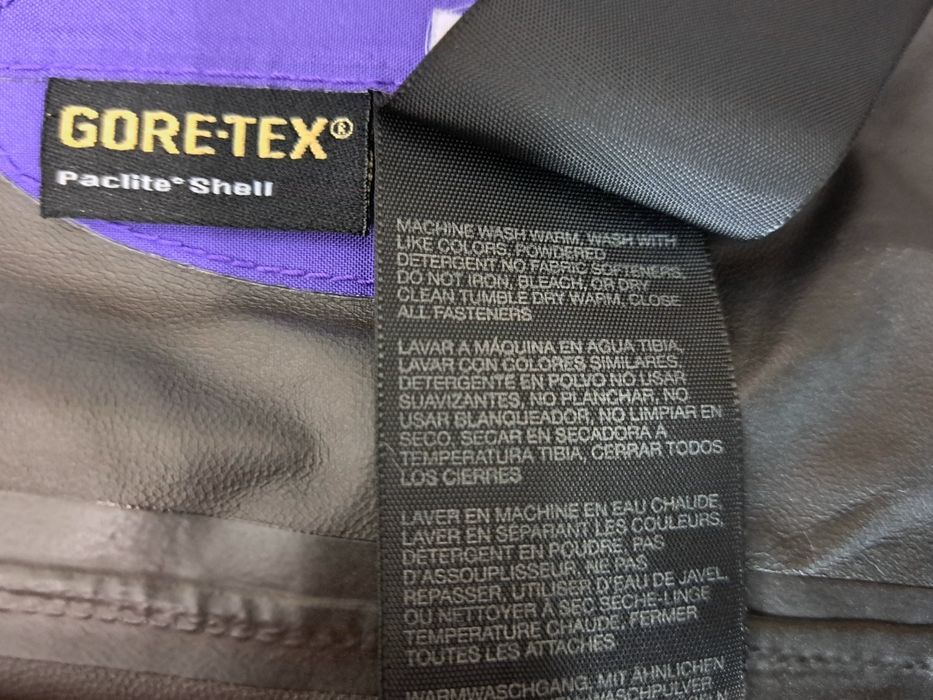 GORE-TEX®
Paclite® Shell
MACHINE WASH WARM, WASH WITH
LIKE COLORS, POWDERED
DETERGENT NO FABRIC SOFTENERS,
DO NOT IRON, BLEACH, OR DRY
CLEAN TUMBLE DRY WARM, CLOSE
ALL FASTENERS
LAVAR A MÁQUINA EN AGUA TIBIA,
LAVAR CON COLORES SIMILARES,
DETERGENTE EN POLVO NO USAR
SUAVIZANTES, NO PLANCHAR, NO
USAR BLANQUEADOR, NO LIMPIAR EN
SECO, SECAR EN SECADORA A
TEMPERATURA TIBIA, CERRAR TODOS
LOS CIERRES
LAVER EN MACHINE EN EAU CHAUDE,
LAVER EN SÉPARANT LES COULEURS,
DÉTERGENT EN POUDRE, PAS
D'ASSOUPLISSEUR, NE PAS
REPASSER, UTILISER D'EAU DE JAVEL,
OU NETTOYER À SEC SÈCHE-LINGE
TEMPÉRATURE CHAUDE, FERMER
TOUTES LES ATTACHES
WARMWASCHGANG, MIT ÄHNLICHEN
WASCHPULVER